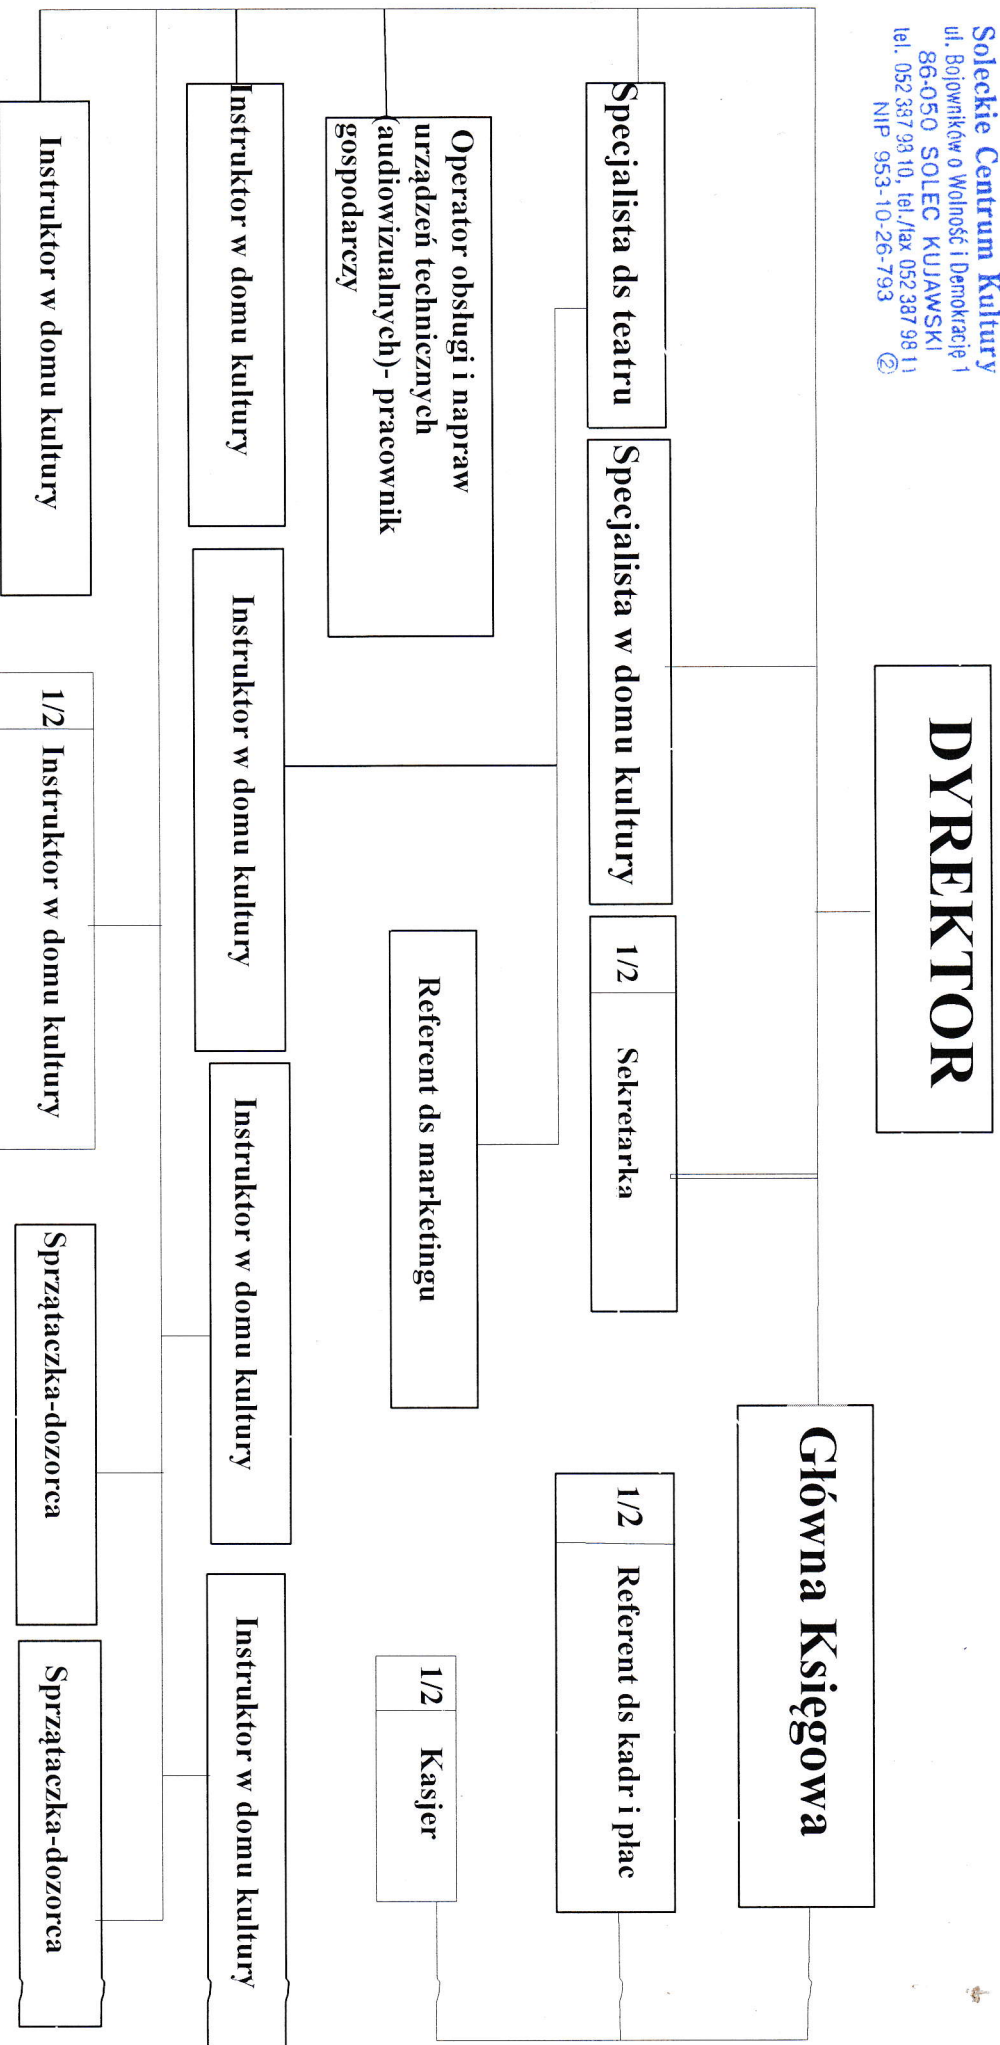 Soleckie Centrum Kultury
ul. Bojowników o Wolność i Demokrację 1
86-050 SOLEC KUJAWSKI
tel. 052 387 98 10, tel./fax 052 387 98 11
NIP 953-10-26-793 ②
DYREKTOR
Główna Księgowa
Specjalista ds teatru
Specjalista w domu kultury
1/2 Sekretarka
1/2 Referent ds kadr i płac
Operator obsługi i napraw
urządzeń technicznych
(audiowizualnych)- pracownik
gospodarczy
Referent ds marketingu
1/2 Kasjer
Instruktor w domu kultury
Instruktor w domu kultury
Instruktor w domu kultury
Instruktor w domu kultury
Instruktor w domu kultury
1/2 Instruktor w domu kultury
Sprzątaczka-dozorca
Sprzątaczka-dozorca